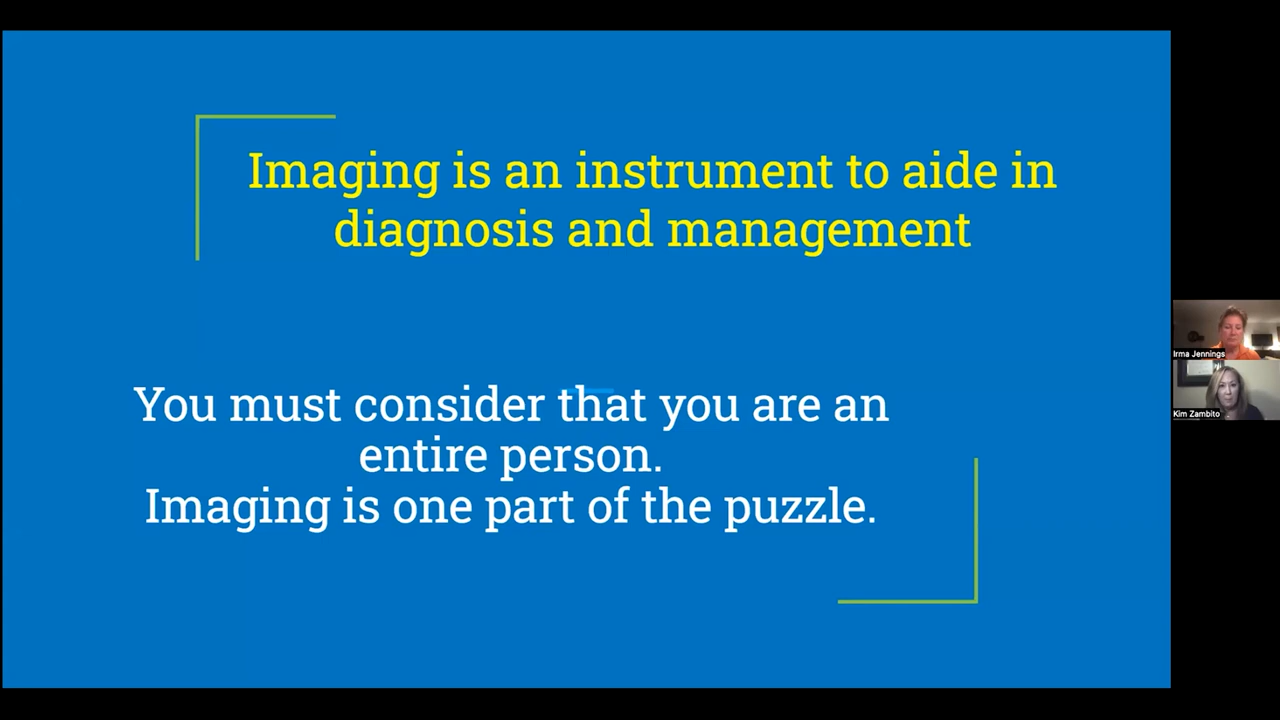 Imaging is an instrument to aide in
diagnosis and management
You must consider that you are an
entire person.
Imaging is one part of the puzzle.
Irma Jennings
Kim Zambito